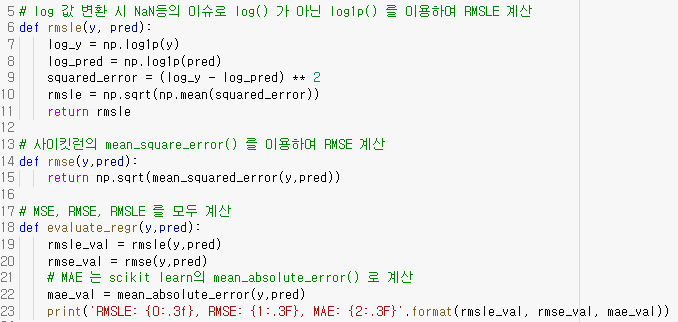 5 # log 값 변환 시 NaN등의 이슈로 log() 가 아닌 log1p() 를 이용하여 RMSLE 계산
6 def rmsle(y, pred):
7     log_y = np.log1p(y)
8     log_pred = np.log1p(pred)
9     squared_error = (log_y - log_pred) ** 2
10     rmsle = np.sqrt(np.mean(squared_error))
11     return rmsle
12
13 # 사이킷런의 mean_square_error() 를 이용하여 RMSE 계산
14 def rmse(y,pred):
15     return np.sqrt(mean_squared_error(y,pred))
16
17 # MSE, RMSE, RMSLE 를 모두 계산
18 def evaluate_regr(y,pred):
19     rmsle_val = rmsle(y,pred)
20     rmse_val = rmse(y,pred)
21     # MAE 는 scikit learn의 mean_absolute_error() 로 계산
22     mae_val = mean_absolute_error(y,pred)
23     print('RMSLE: {0:.3f}, RMSE: {1:.3F}, MAE: {2:.3F}'.format(rmsle_val, rmse_val, mae_val))